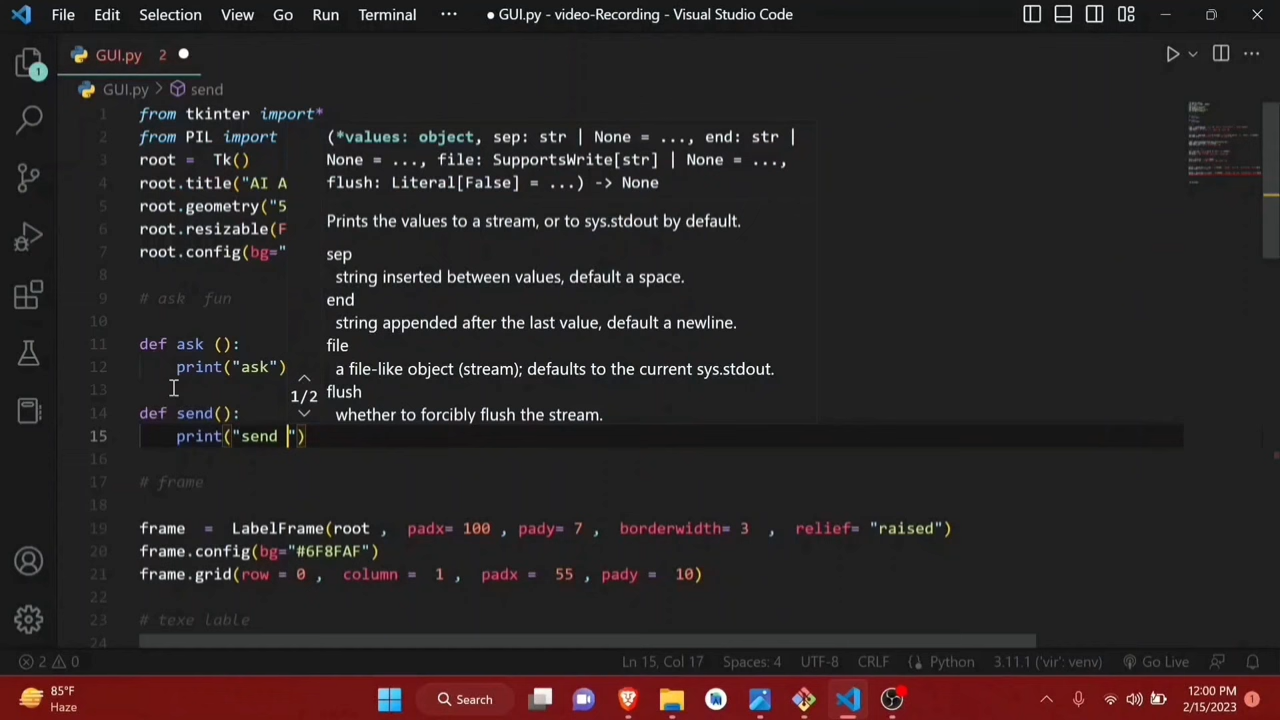 File Edit Selection View Go Run Terminal ··· ● GUI.py - video-Recording - Visual Studio Code
1
GUI.py 2 ●
GUI.py > send
1 from tkinter import*
2 from PIL import
3 root = Tk()
4 root.title("AI A
5 root.geometry("5
6 root.resizable(F
7 root.config(bg="
8
9 # ask fun
10
11 def ask ():
12 print("ask")
13
14 def send():
15 print("send ")
16
17 # frame
18
19 frame = LabelFrame(root , padx= 100 , pady= 7 , borderwidth= 3 , relief= "raised")
20 frame.config(bg="#6F8FAF")
21 frame.grid(row = 0 , column = 1 , padx = 55 , pady = 10)
22
23 # texe lable
24
(*values: object, sep: str | None = ..., end: str |
None = ..., file: SupportsWrite[str] | None = ...,
flush: Literal[False] = ...) -> None
Prints the values to a stream, or to sys.stdout by default.
sep
string inserted between values, default a space.
end
string appended after the last value, default a newline.
file
a file-like object (stream); defaults to the current sys.stdout.
flush
whether to forcibly flush the stream.
1/2
2 0 Ln 15, Col 17 Spaces: 4 UTF-8 CRLF Python 3.11.1 ('vir': venv) Go Live
85°F
Haze
Search
12:00 PM
2/15/2023
1